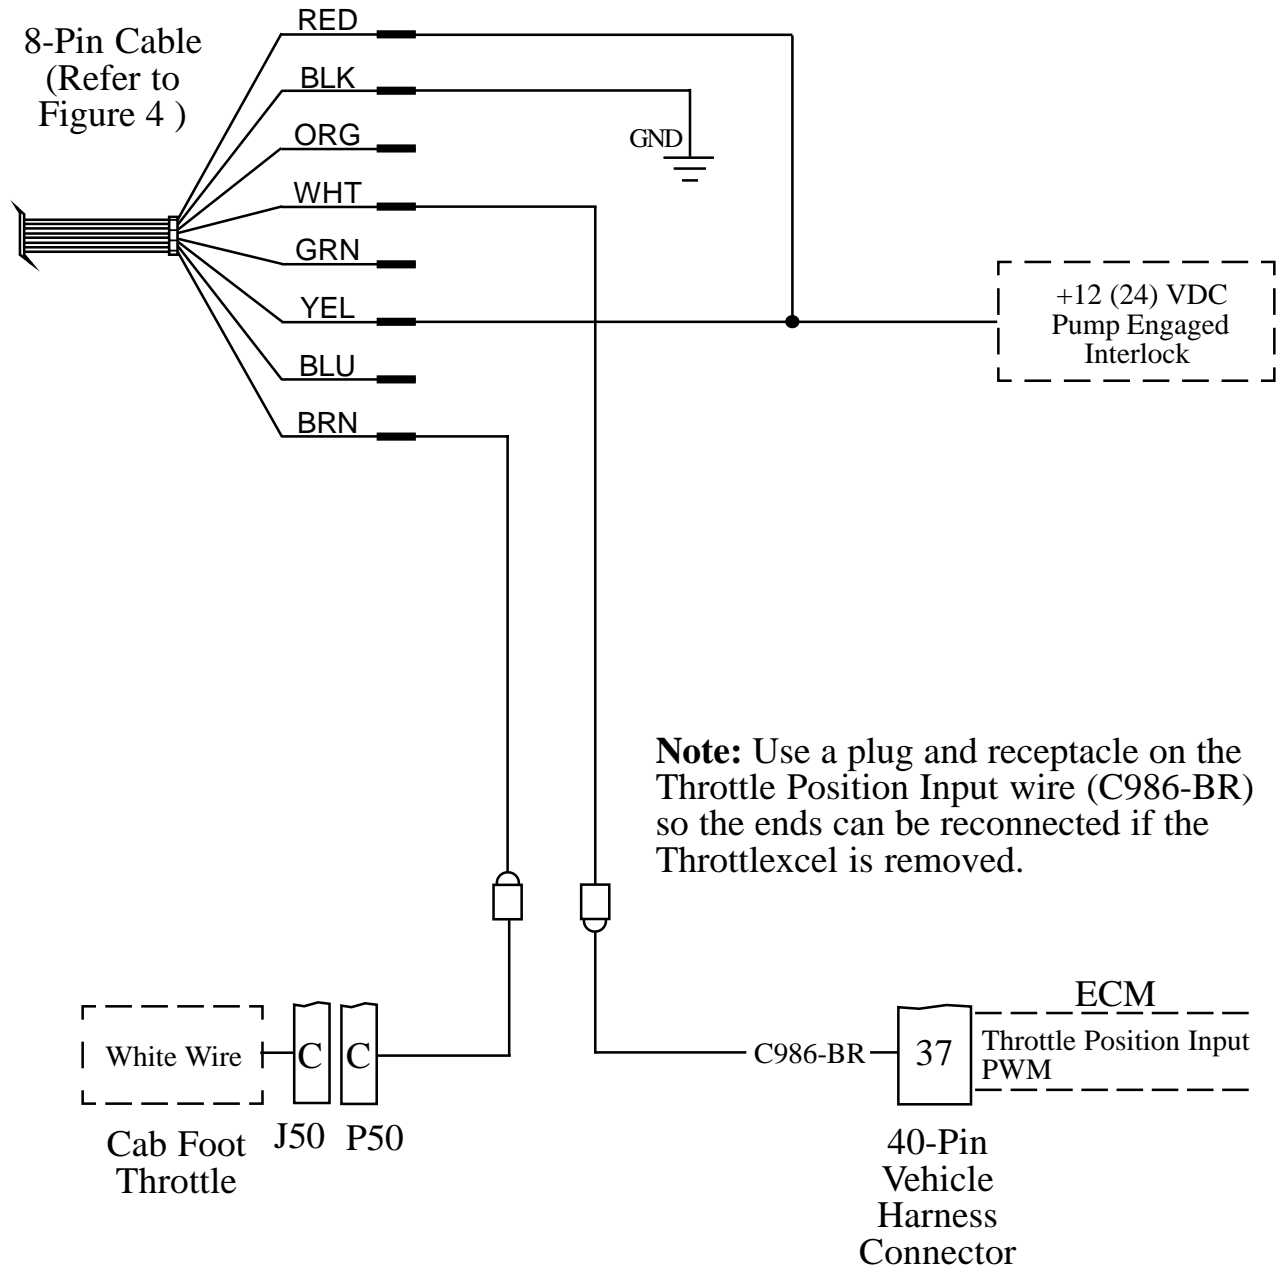 8-Pin Cable
(Refer to
Figure 4 )
RED
BLK
ORG
WHT
GRN
YEL
BLU
BRN
GND
+12 (24) VDC
Pump Engaged
Interlock
Note: Use a plug and receptacle on the
Throttle Position Input wire (C986-BR)
so the ends can be reconnected if the
Throttlexcel is removed.
White Wire
C
C
J50
P50
Cab Foot
Throttle
C986-BR
37
ECM
Throttle Position Input
PWM
40-Pin
Vehicle
Harness
Connector